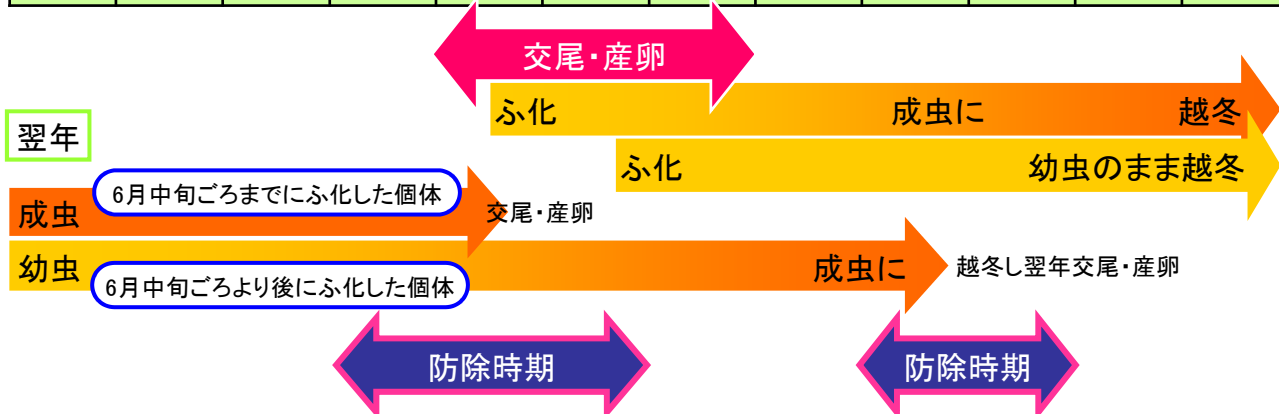 交尾・産卵
ふ化 成虫に 越冬
翌年
ふ化 幼虫のまま越冬
6月中旬ごろまでにふ化した個体
成虫 交尾・産卵
幼虫 成虫に 越冬し翌年交尾・産卵
6月中旬ごろより後にふ化した個体
防除時期 防除時期